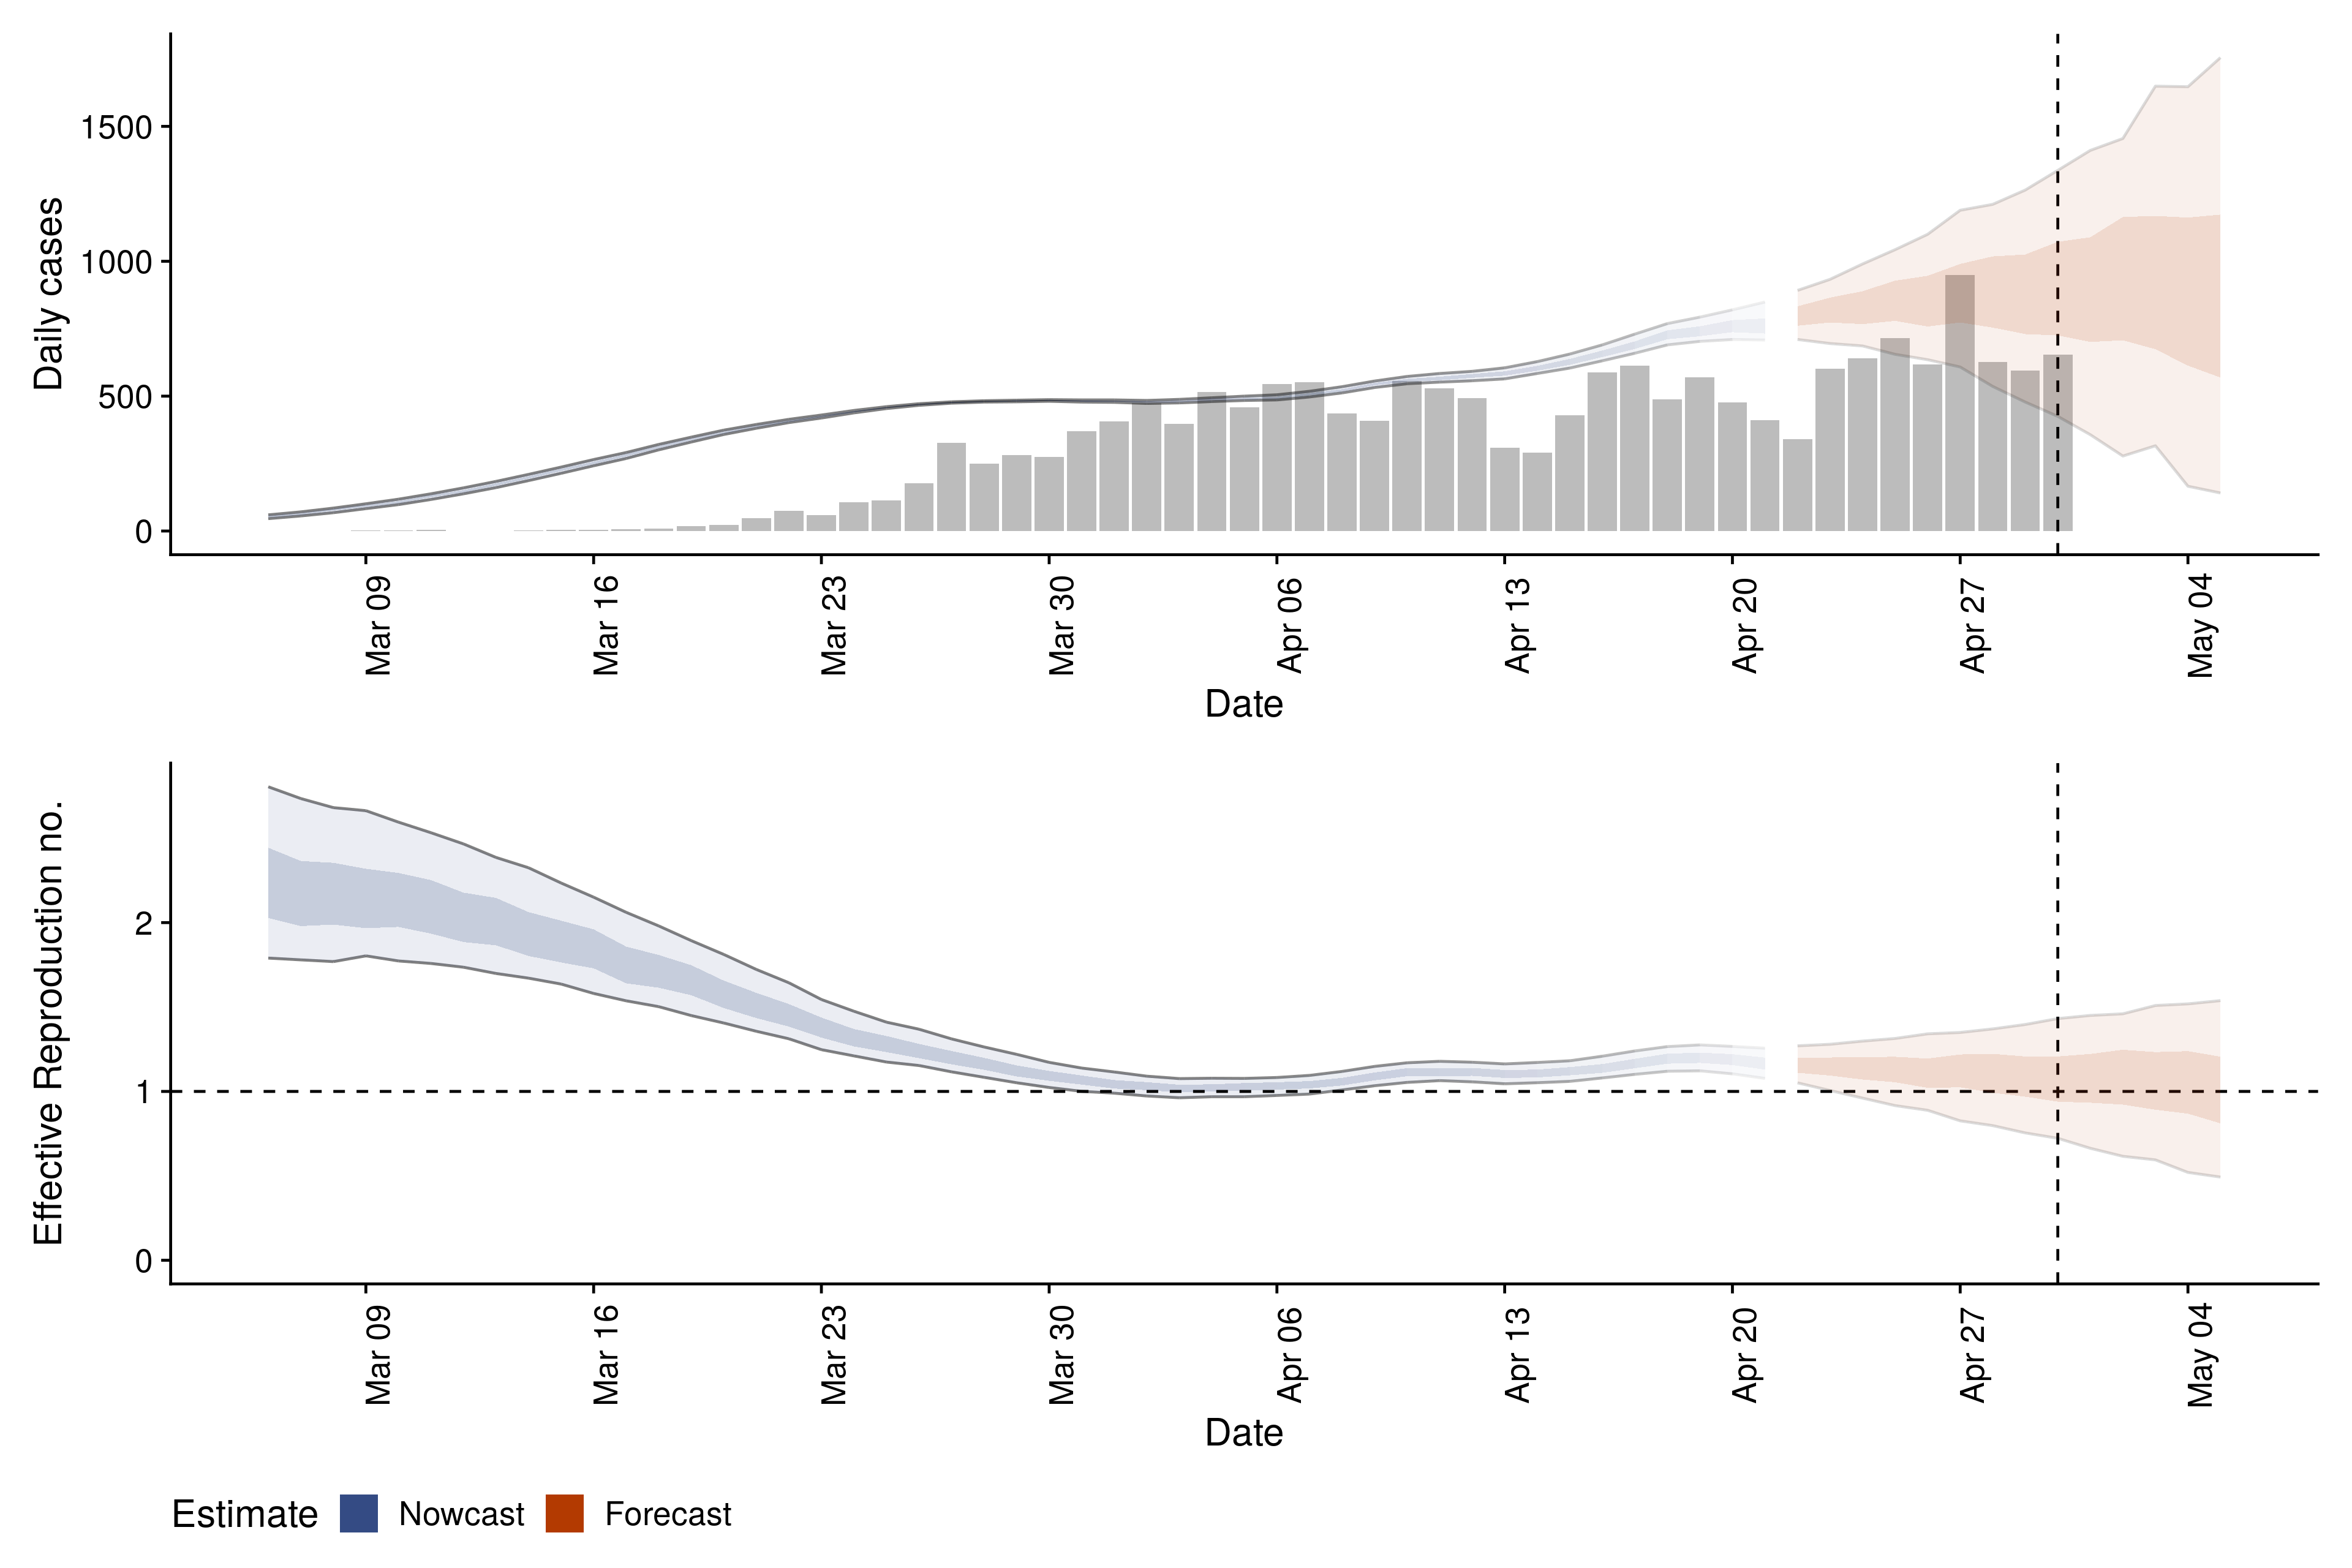 Daily cases
1500
1000
500
0
Mar 09
Mar 16
Mar 23
Mar 30
Apr 06
Apr 13
Apr 20
Apr 27
May 04
Date
Effective Reproduction no.
2
1
0
Mar 09
Mar 16
Mar 23
Mar 30
Apr 06
Apr 13
Apr 20
Apr 27
May 04
Date
Estimate Nowcast Forecast